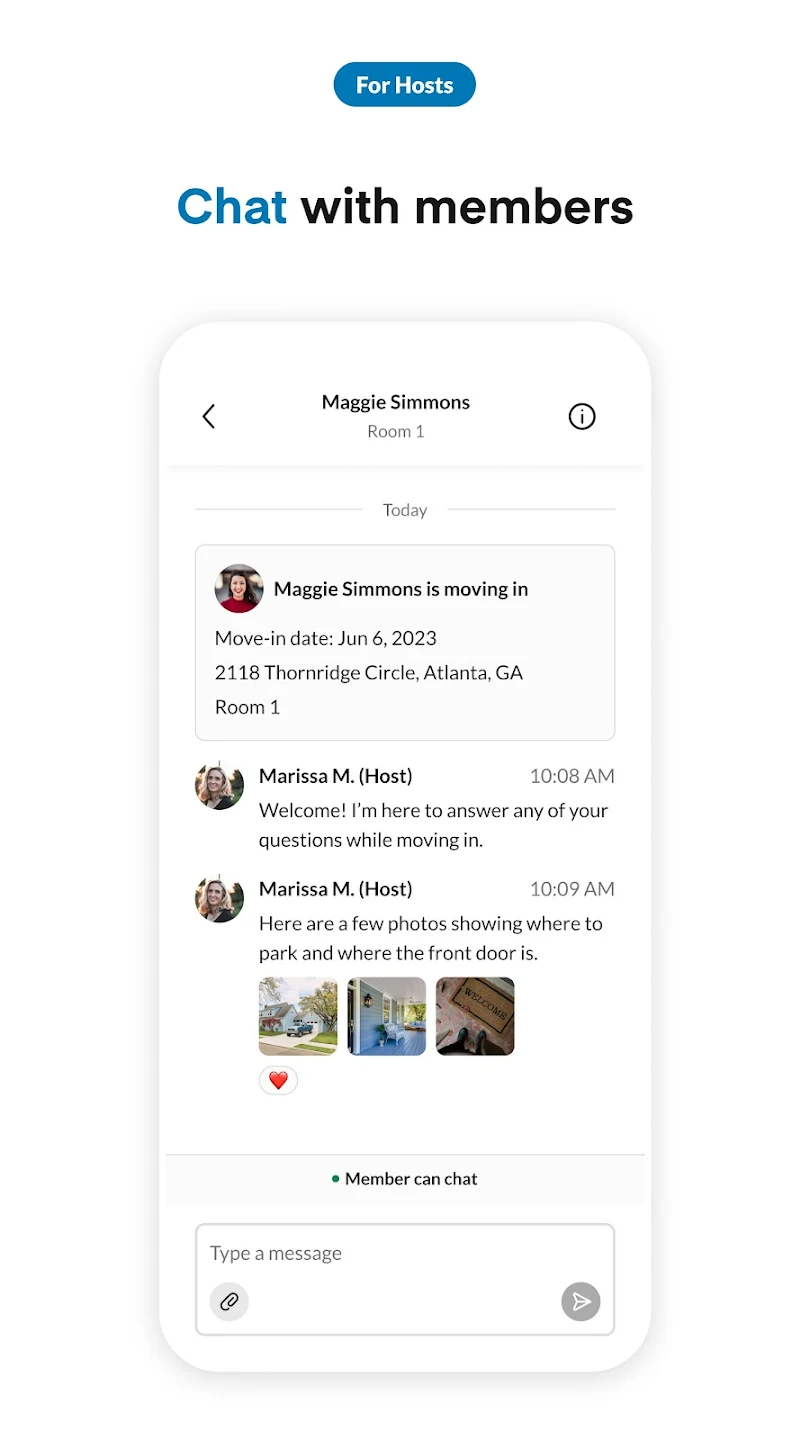 For Hosts
Chat with members
Maggie Simmons
Room 1
Today
Maggie Simmons is moving in
Move-in date: Jun 6, 2023
2118 Thornridge Circle, Atlanta, GA
Room 1
Marissa M. (Host) 10:08 AM
Welcome! I’m here to answer any of your
questions while moving in.
Marissa M. (Host) 10:09 AM
Here are a few photos showing where to
park and where the front door is.
WELCOME
Member can chat
Type a message